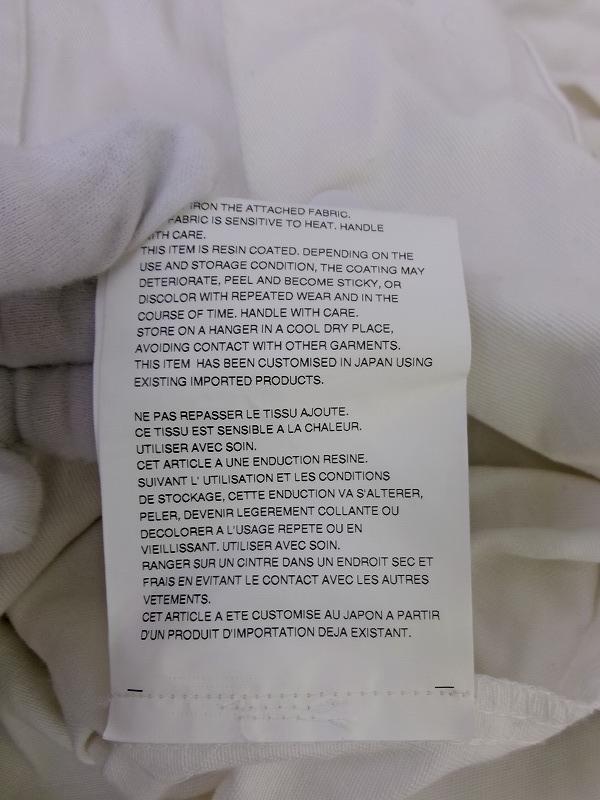 IRON THE ATTACHED FABRIC.
FABRIC IS SENSITIVE TO HEAT. HANDLE
WITH CARE.
THIS ITEM IS RESIN COATED. DEPENDING ON THE
USE AND STORAGE CONDITION, THE COATING MAY
DETERIORATE, PEEL AND BECOME STICKY, OR
DISCOLOR WITH REPEATED WEAR AND IN THE
COURSE OF TIME. HANDLE WITH CARE.
STORE ON A HANGER IN A COOL DRY PLACE,
AVOIDING CONTACT WITH OTHER GARMENTS.
THIS ITEM HAS BEEN CUSTOMISED IN JAPAN USING
EXISTING IMPORTED PRODUCTS.
NE PAS REPASSER LE TISSU AJOUTE.
CE TISSU EST SENSIBLE A LA CHALEUR.
UTILISER AVEC SOIN.
CET ARTICLE A UNE ENDUCTION RESINE.
SUIVANT L' UTILISATION ET LES CONDITIONS
DE STOCKAGE, CETTE ENDUCTION VA S'ALTERER,
PELER, DEVENIR LEGEREMENT COLLANTE OU
DECOLORER A L'USAGE REPETE OU EN
VIEILLISSANT. UTILISER AVEC SOIN.
RANGER SUR UN CINTRE DANS UN ENDROIT SEC ET
FRAIS EN EVITANT LE CONTACT AVEC LES AUTRES
VETEMENTS.
CET ARTICLE A ETE CUSTOMISE AU JAPON A PARTIR
D'UN PRODUIT D'IMPORTATION DEJA EXISTANT.